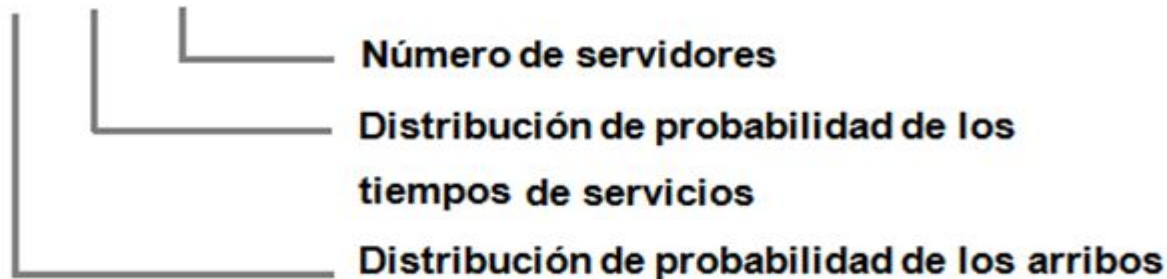 Número de servidores
Distribución de probabilidad de los
tiempos de servicios
Distribución de probabilidad de los arribos